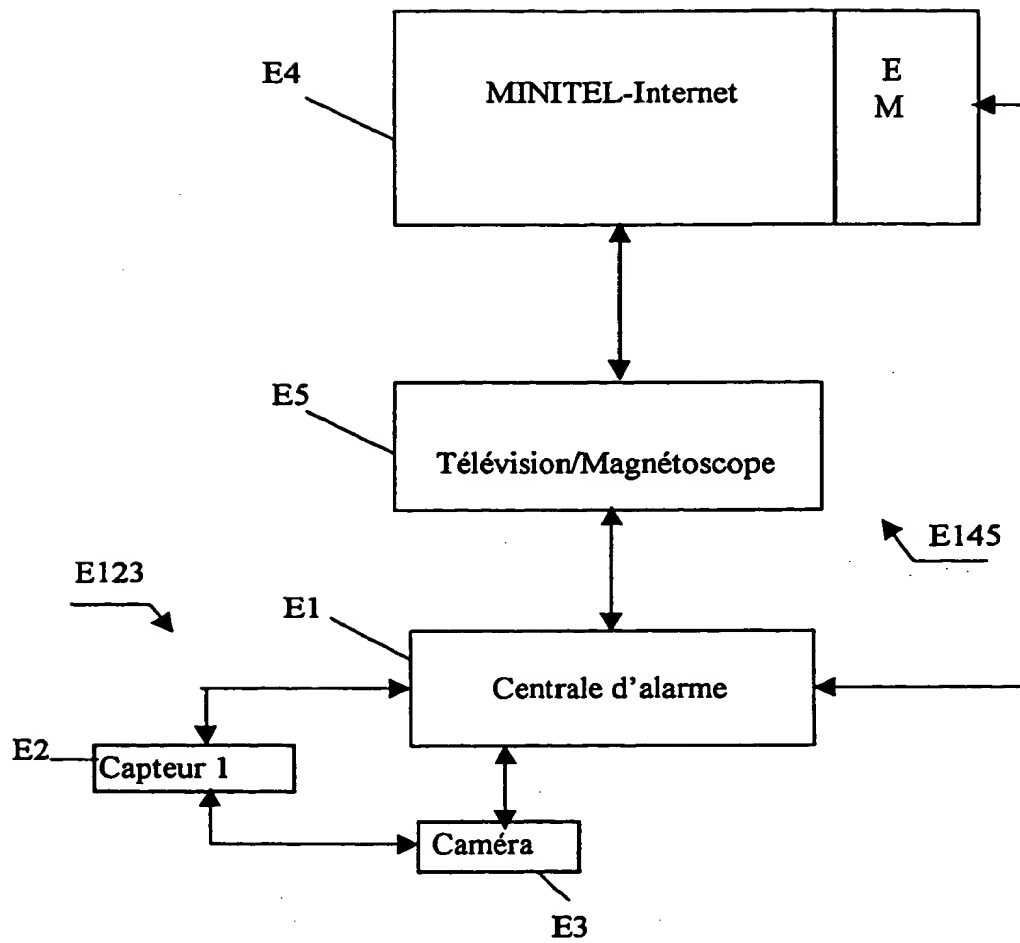 E4
MINITEL-Internet
E
M
E5
Télévision/Magnétoscope
E145
E123
E1
Centrale d'alarme
E2
Capteur 1
Caméra
E3